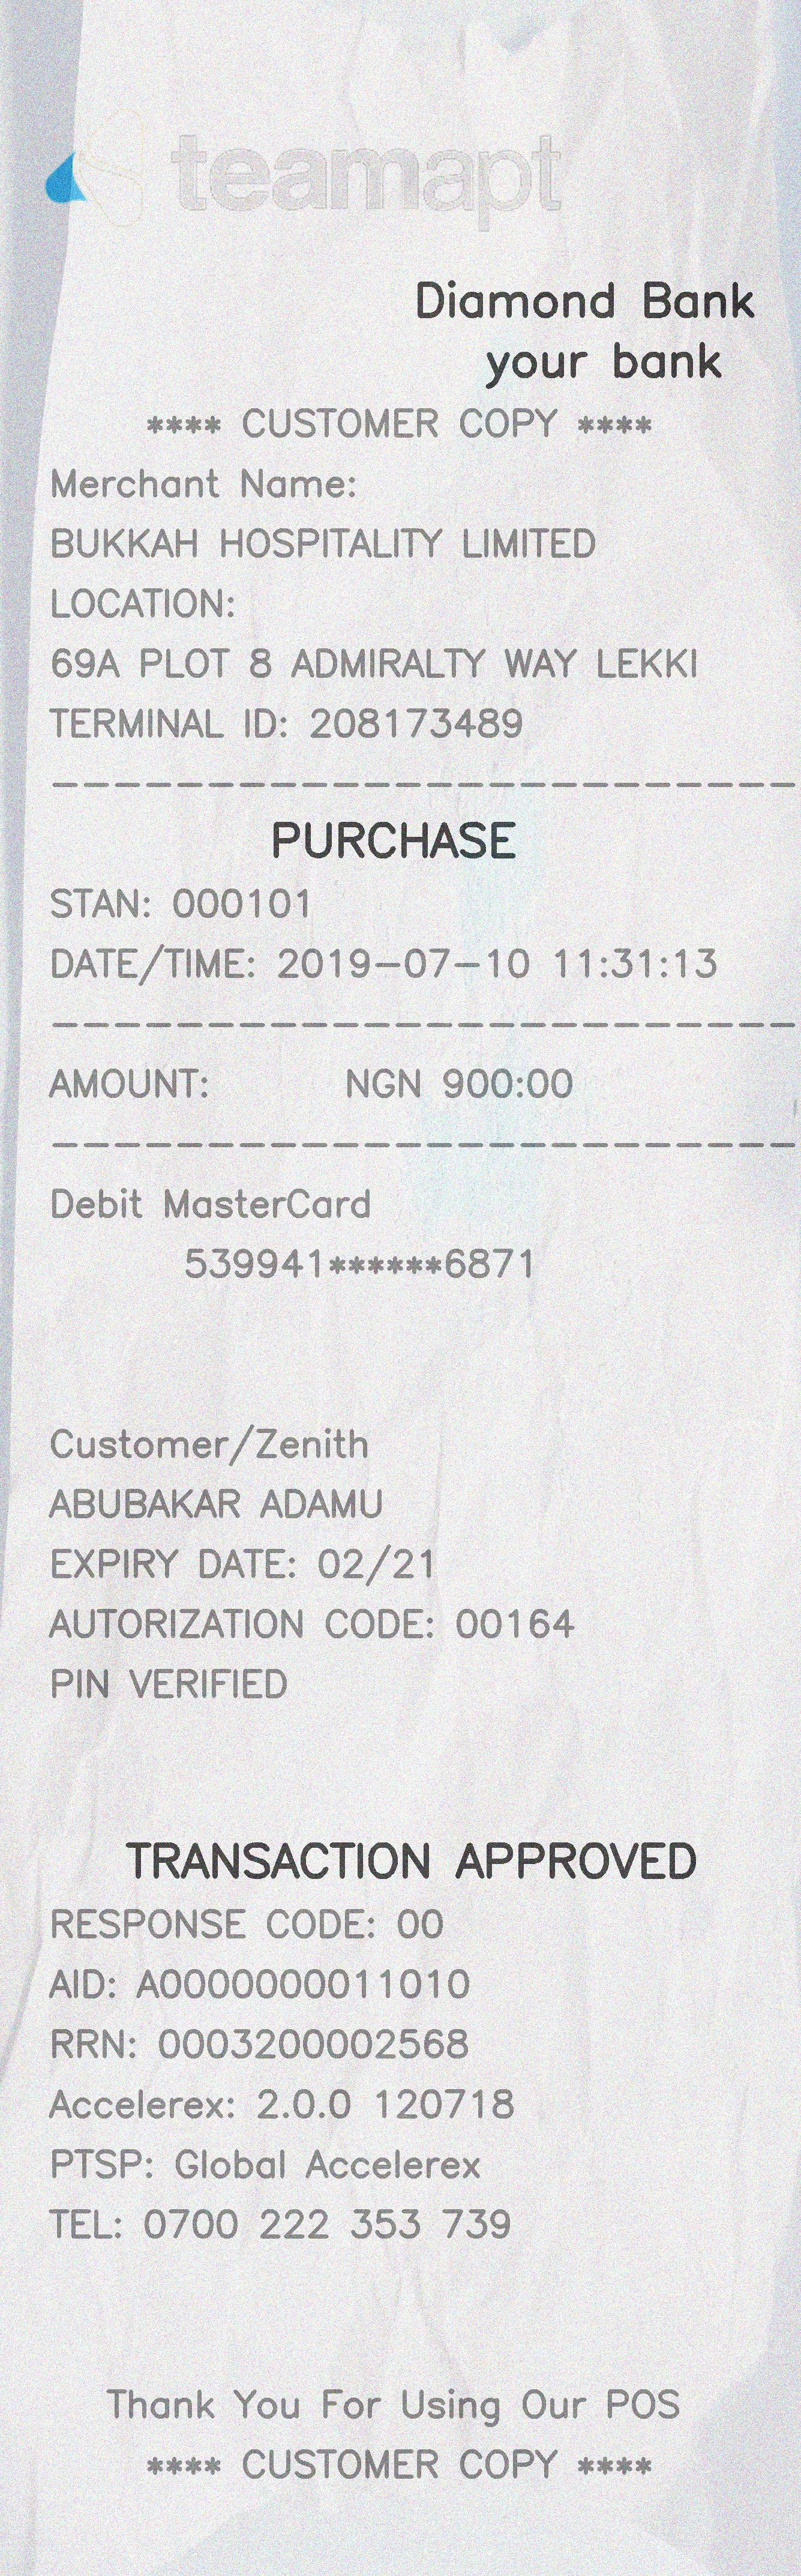 teamapt
Diamond Bank
your bank
**** CUSTOMER COPY ****
Merchant Name:
BUKKAH HOSPITALITY LIMITED
LOCATION:
69A PLOT 8 ADMIRALTY WAY LEKKI
TERMINAL ID: 208173489
------------------------
PURCHASE
STAN: 000101
DATE/TIME: 2019-07-10 11:31:13
------------------------
AMOUNT: NGN 900:00
------------------------
Debit MasterCard
539941******6871
Customer/Zenith
ABUBAKAR ADAMU
EXPIRY DATE: 02/21
AUTORIZATION CODE: 00164
PIN VERIFIED
TRANSACTION APPROVED
RESPONSE CODE: 00
AID: A0000000011010
RRN: 0003200002568
Accelerex: 2.0.0 120718
PTSP: Global Accelerex
TEL: 0700 222 353 739
Thank You For Using Our POS
**** CUSTOMER COPY ****